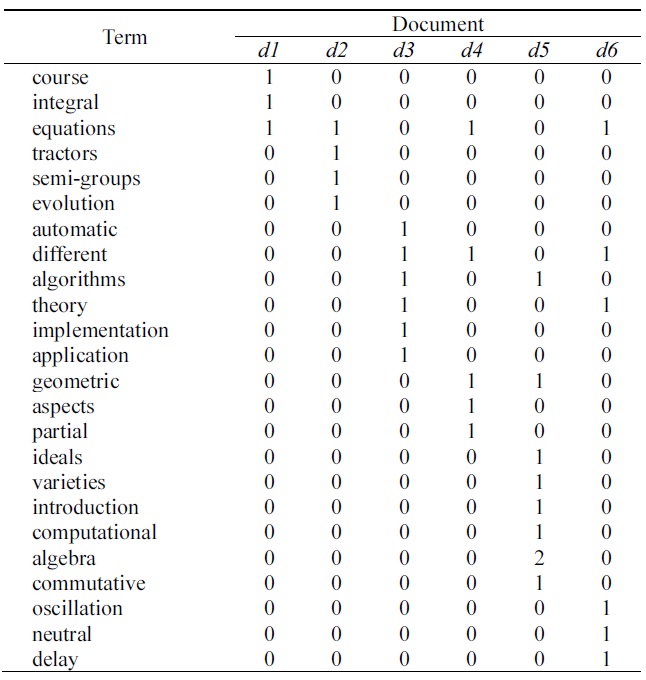 Term Document
d1 d2 d3 d4 d5 d6
course 1 0 0 0 0 0
integral 1 0 0 0 0 0
equations 1 1 0 1 0 1
tractors 0 1 0 0 0 0
semi-groups 0 1 0 0 0 0
evolution 0 1 0 0 0 0
automatic 0 0 1 0 0 0
different 0 0 1 1 0 1
algorithms 0 0 1 0 1 0
theory 0 0 1 0 0 1
implementation 0 0 1 0 0 0
application 0 0 1 0 0 0
geometric 0 0 0 1 1 0
aspects 0 0 0 1 0 0
partial 0 0 0 1 0 0
ideals 0 0 0 0 1 0
varieties 0 0 0 0 1 0
introduction 0 0 0 0 1 0
computational 0 0 0 0 1 0
algebra 0 0 0 0 2 0
commutative 0 0 0 0 1 0
oscillation 0 0 0 0 0 1
neutral 0 0 0 0 0 1
delay 0 0 0 0 0 1